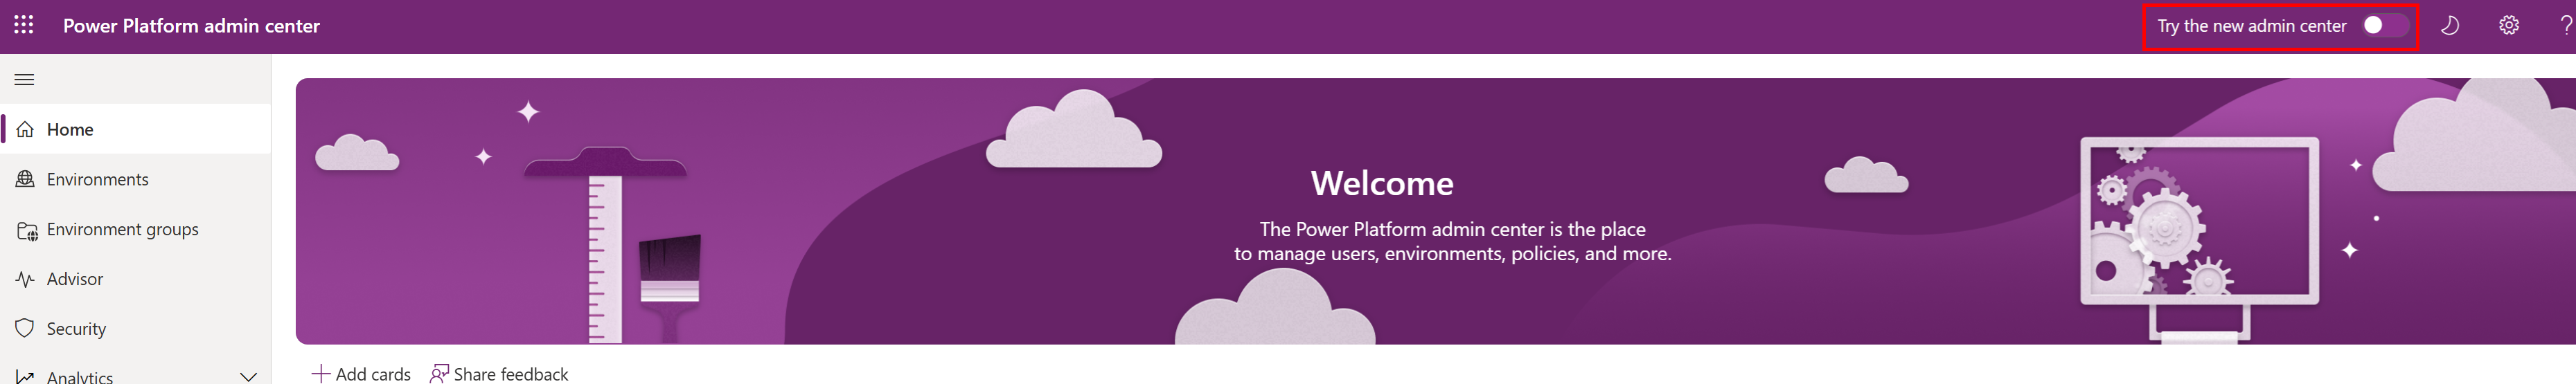 Power Platform admin center
Try the new admin center
?
Home
Environments
Environment groups
Advisor
Security
Analytics
Welcome
The Power Platform admin center is the place
to manage users, environments, policies, and more.
Add cards
Share feedback